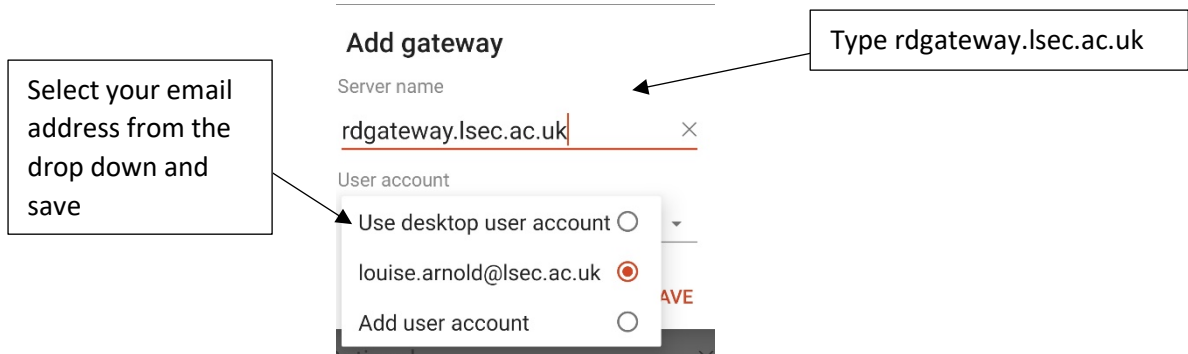 Add gateway
Type rdgateway.lsec.ac.uk
Select your email
address from the
drop down and
save
Server name
rdgateway.lsec.ac.uk
User account
Use desktop user account
louise.arnold@lsec.ac.uk
AVE
Add user account